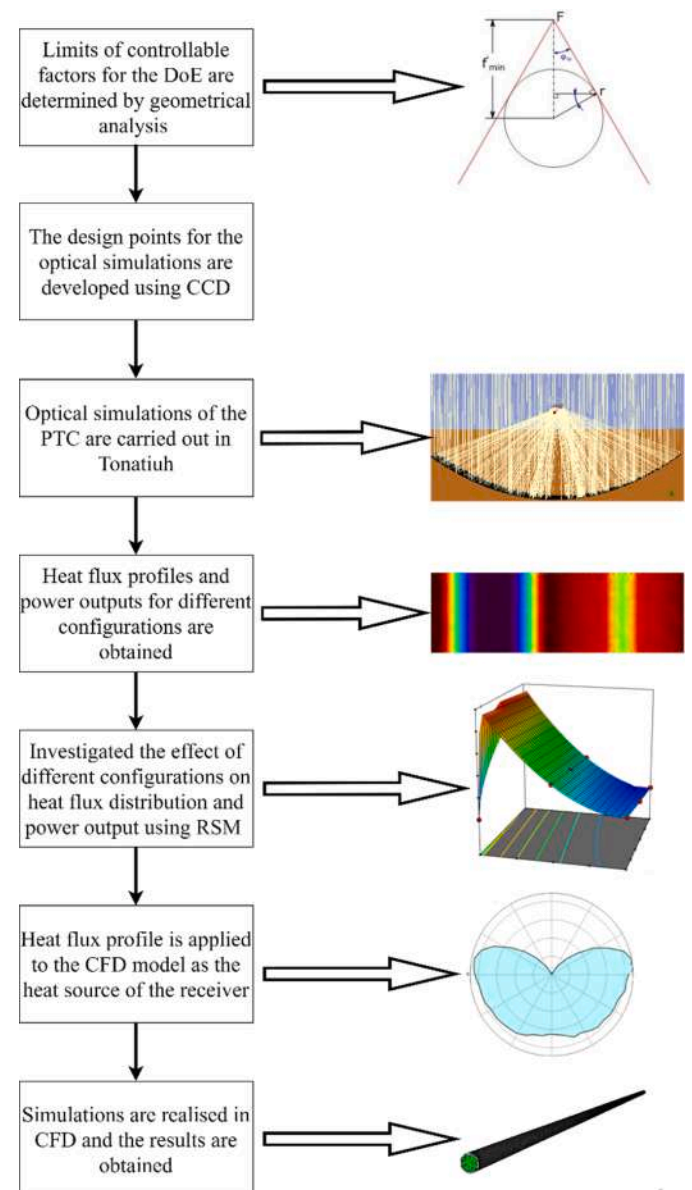 Limits of controllable
factors for the DoE are
determined by geometrical
analysis
F
f min
φ
r
The design points for the
optical simulations are
developed using CCD
Optical simulations of the
PTC are carried out in
Tonatiuh
Heat flux profiles and
power outputs for different
configurations are
obtained
Investigated the effect of
different configurations on
heat flux distribution and
power output using RSM
Heat flux profile is applied
to the CFD model as the
heat source of the receiver
Simulations are realised in
CFD and the results are
obtained